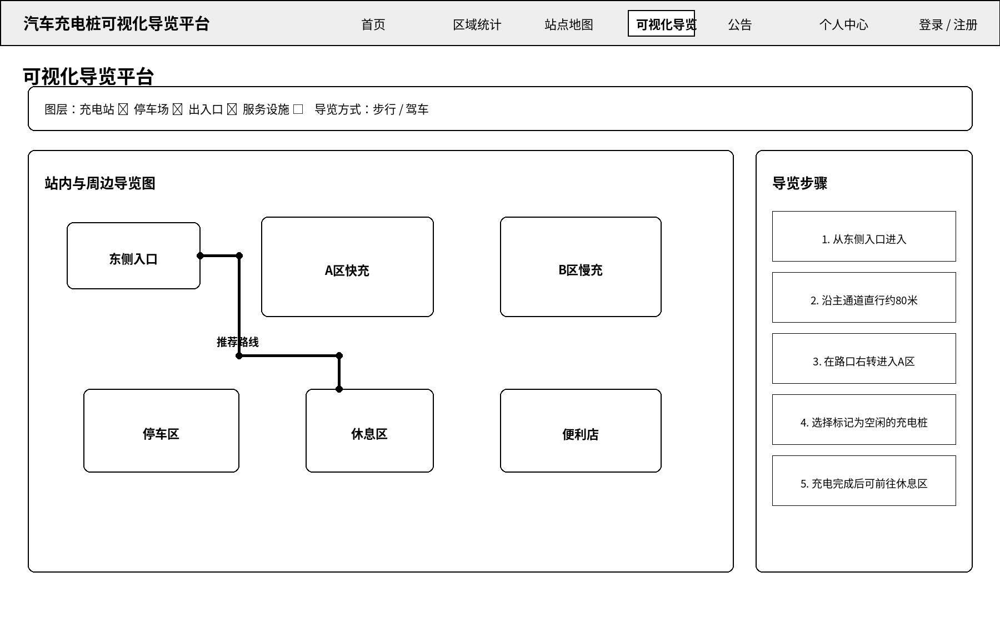 汽车充电桩可视化导览平台 首页 区域统计 站点地图 可视化导览 公告 个人中心 登录 / 注册
可视化导览平台
图层：充电站 ☒ 停车场 ☒ 出入口 ☒ 服务设施 ☐ 导览方式：步行 / 驾车
站内与周边导览图
东侧入口
A区快充
B区慢充
推荐路线
停车区
休息区
便利店
导览步骤
1. 从东侧入口进入
2. 沿主通道直行约80米
3. 在路口右转进入A区
4. 选择标记为空闲的充电桩
5. 充电完成后可前往休息区